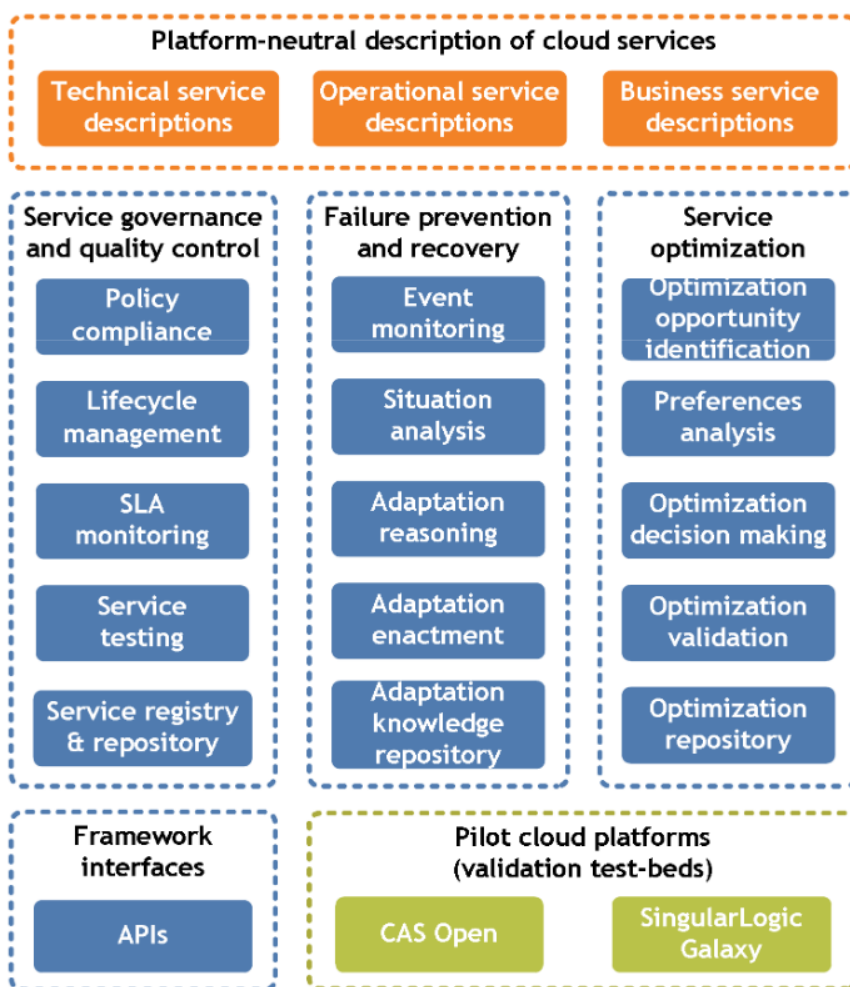 Platform-neutral description of cloud services
Technical service
descriptions
Operational service
descriptions
Business service
descriptions
Service governance
and quality control
Policy
compliance
Lifecycle
management
SLA
monitoring
Service
testing
Service registry
& repository
Failure prevention
and recovery
Event
monitoring
Situation
analysis
Adaptation
reasoning
Adaptation
enactment
Adaptation
knowledge
repository
Service
optimization
Optimization
opportunity
identification
Preferences
analysis
Optimization
decision making
Optimization
validation
Optimization
repository
Framework
interfaces
APIs
Pilot cloud platforms
(validation test-beds)
CAS Open
SingularLogic
Galaxy